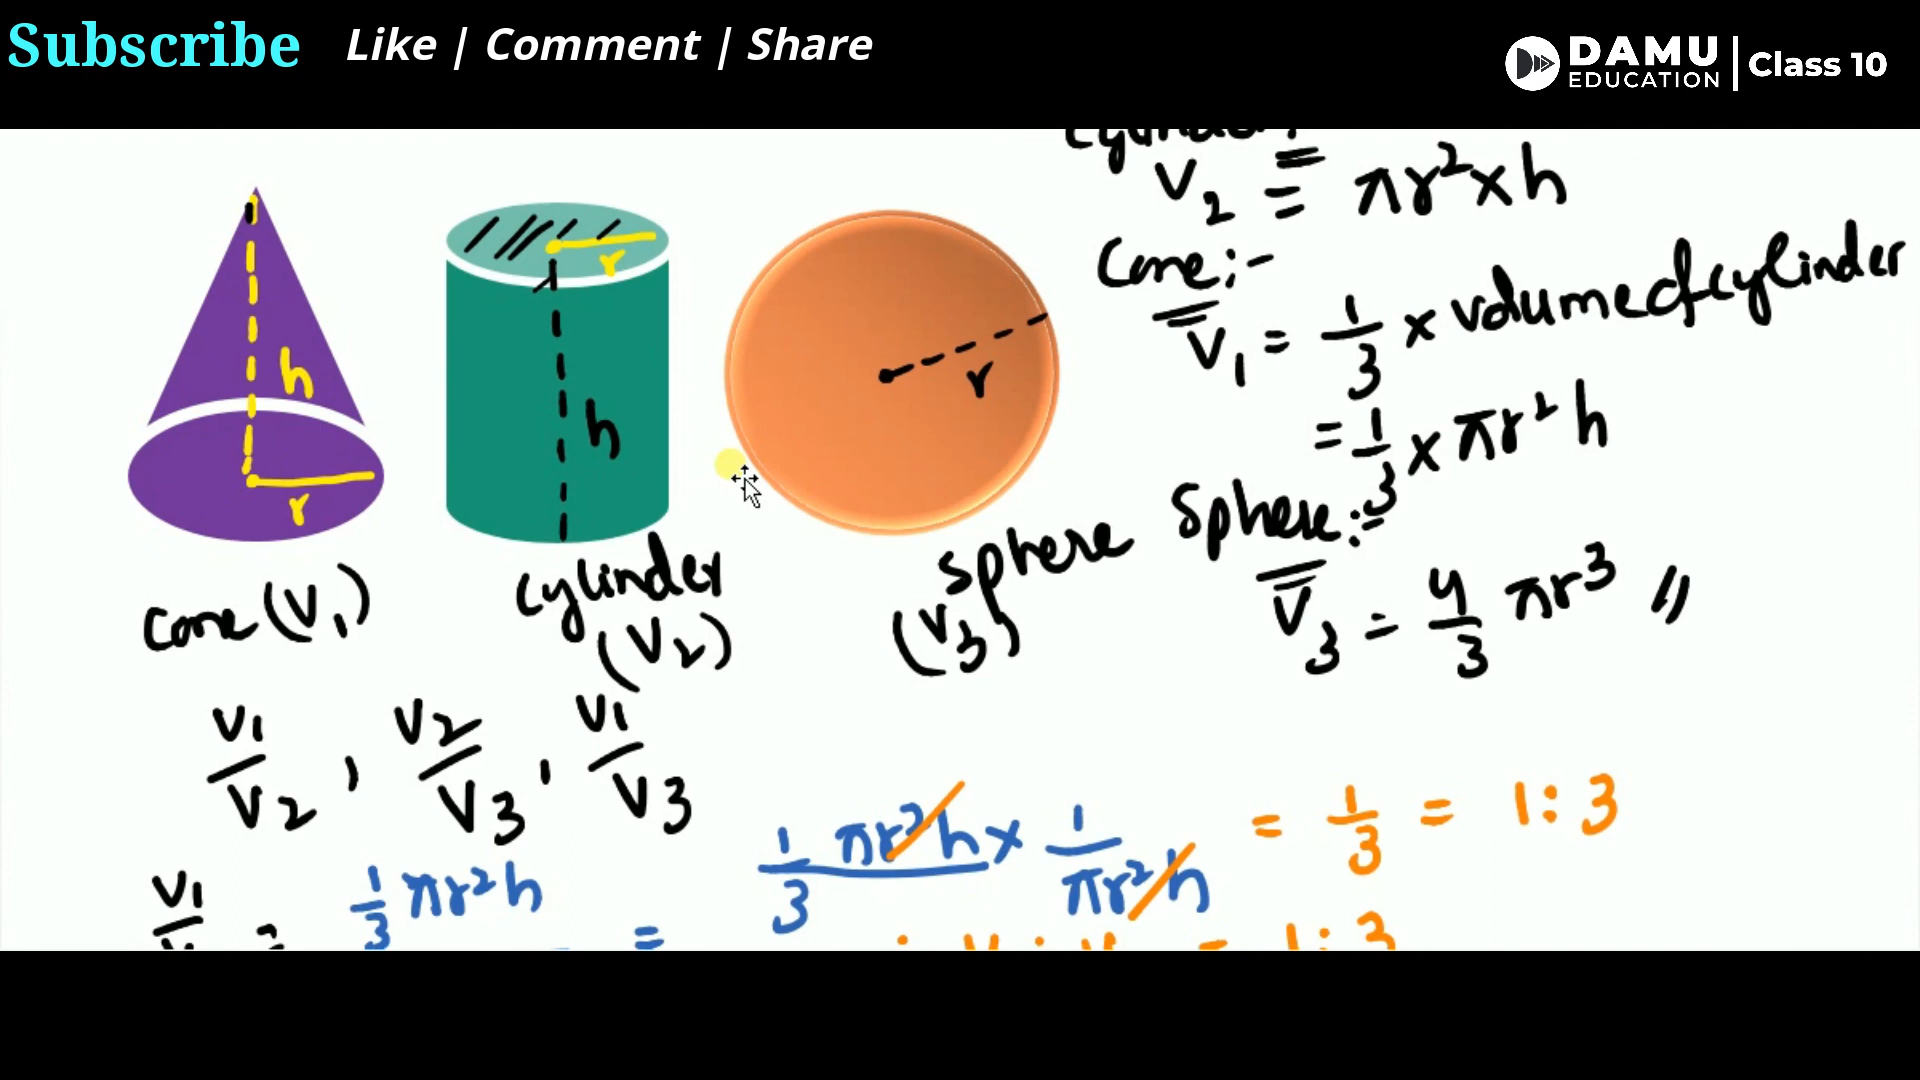 Subscribe Like | Comment | Share
DAMU EDUCATION | Class 10
V₂ = πr² × h
Cone:-
V₁ = 1/3 × volume of cylinder
= 1/3 × πr²h
Sphere:-
V₃ = 4/3 πr³ //
h
r
r
h
r
Cone (V₁)
Cylinder (V₂)
Sphere (V₃)
V₁/V₂ , V₂/V₃ , V₁/V₃
1/3 πr²h × 1/πr²h = 1/3 = 1:3
1/3 πr²h =
= 1:3